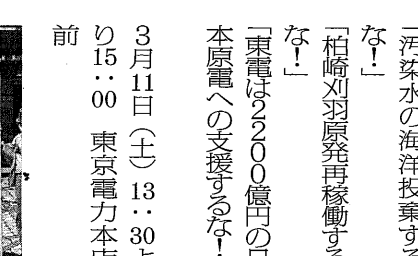 「汚染水の海洋投棄する
な！」
「柏崎刈羽原発再稼働する
な！」
「東電は2200億円の日
本原電への支援するな！
3月11日（土）13：30よ
り15：00　東京電力本店
前